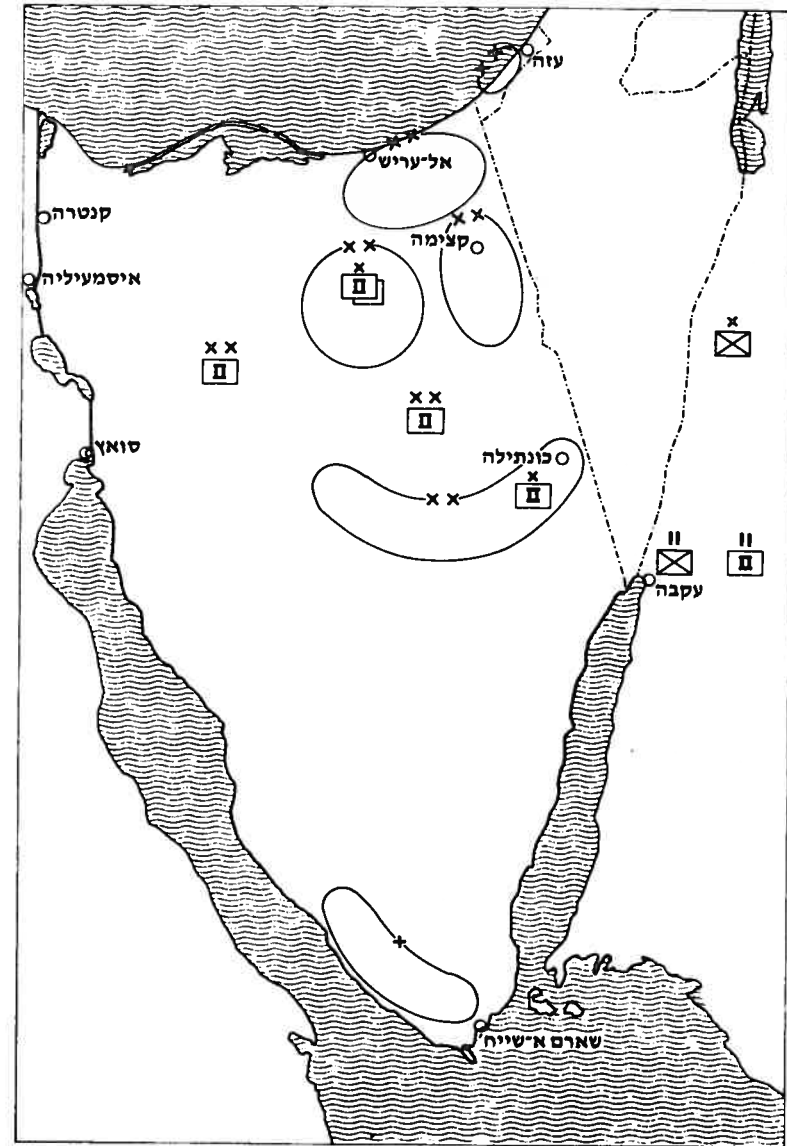 עזה
אל-עריש
קנטרה
קצימה
איסמעיליה
סואץ
כונתילה
עקבה
שארם א-שייח'